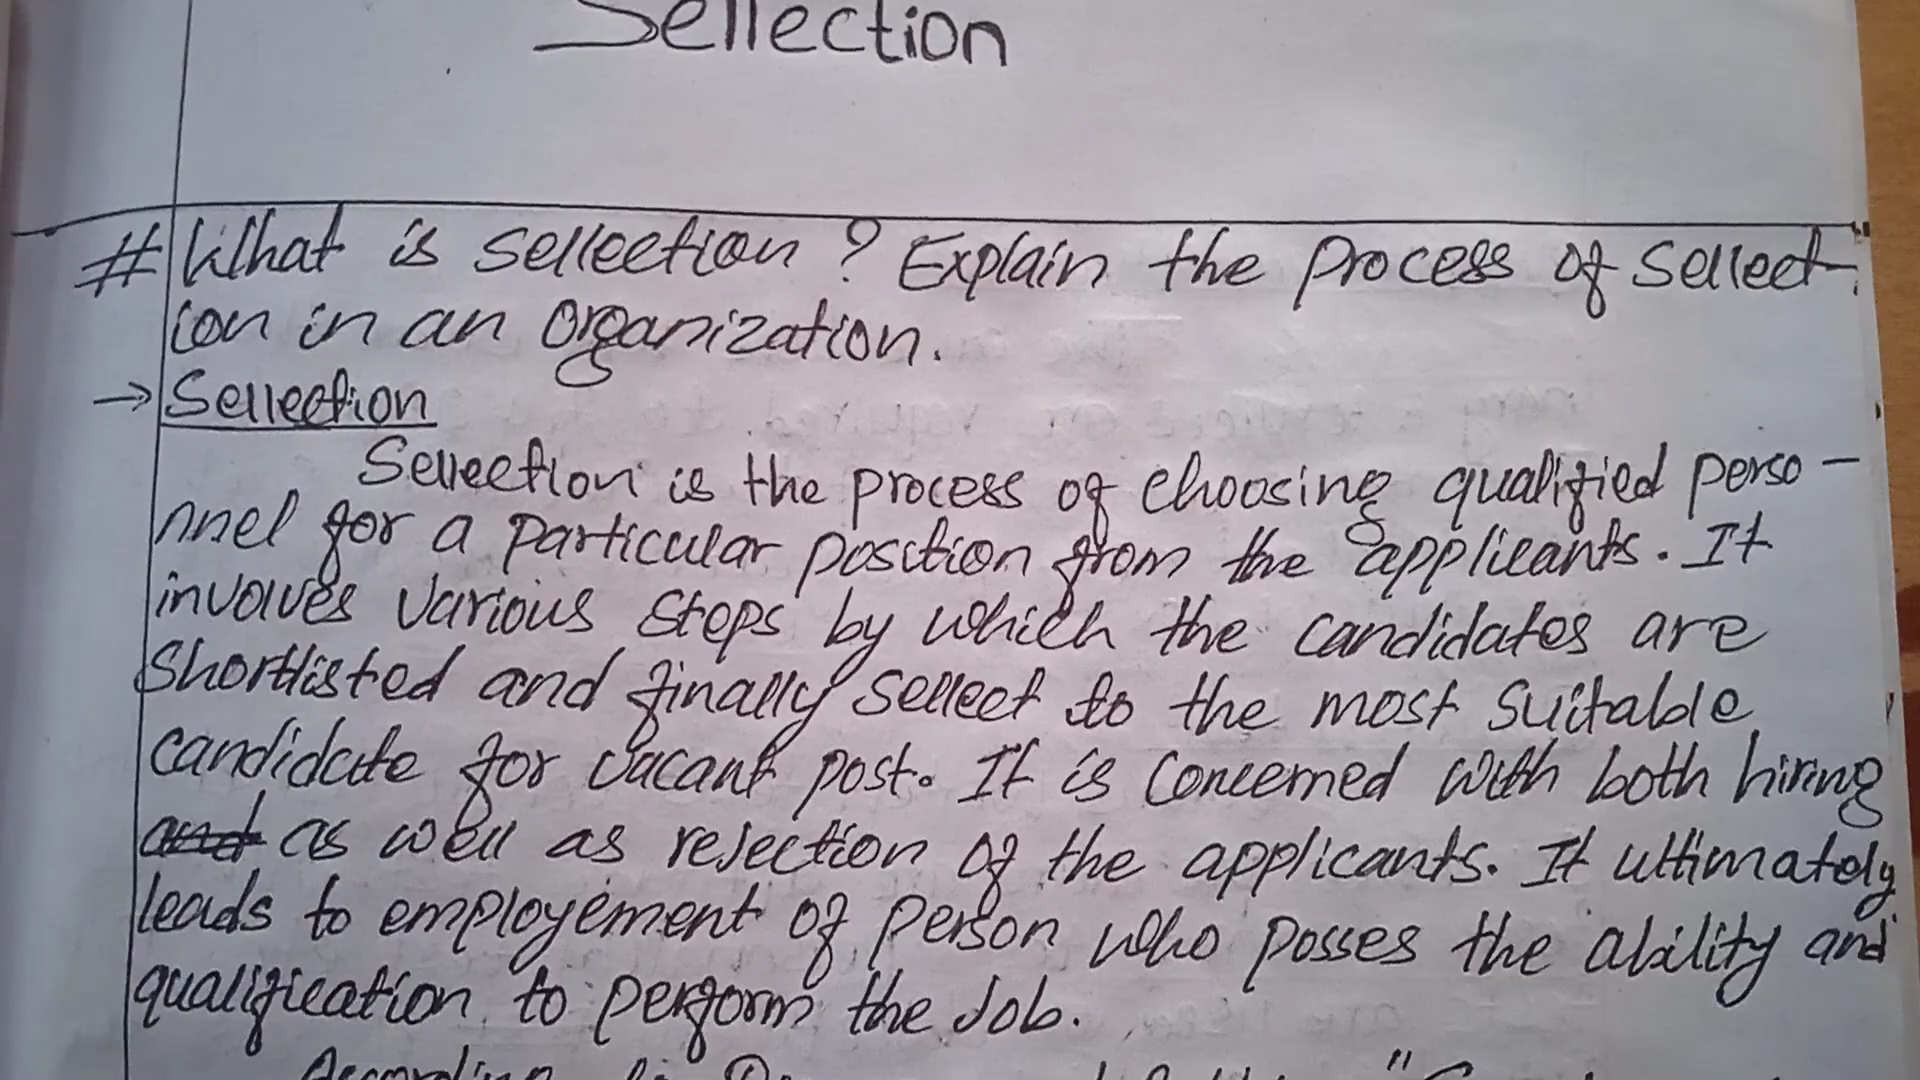 Sellection
# What is sellection ? Explain the process of sellect-
ion in an organization.
→ Sellection
Sellection is the process of choosing qualified perso-
nnel for a particular position from the applicants. It
involves various steps by which the candidates are
shortlisted and finally sellect to the most suitable
candidate for vacant post. It is concerned with both hiring
and as well as rejection of the applicants. It ultimately
leads to employement of person who posses the ability and
qualification to perform the Job.
According